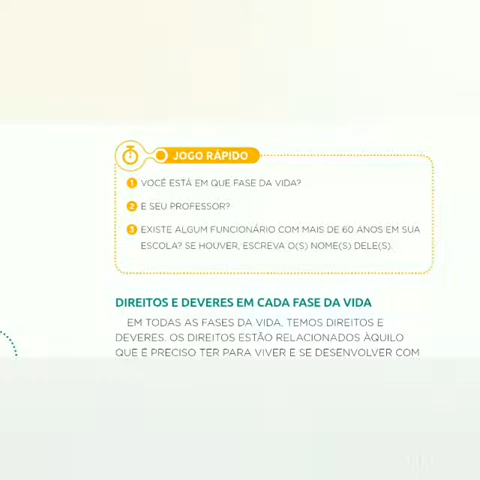 JOGO RÁPIDO
1 VOCÊ ESTÁ EM QUE FASE DA VIDA?
2 E SEU PROFESSOR?
3 EXISTE ALGUM FUNCIONÁRIO COM MAIS DE 60 ANOS EM SUA
ESCOLA? SE HOUVER, ESCREVA O(S) NOME(S) DELE(S).
DIREITOS E DEVERES EM CADA FASE DA VIDA
EM TODAS AS FASES DA VIDA, TEMOS DIREITOS E
DEVERES. OS DIREITOS ESTÃO RELACIONADOS ÀQUILO
QUE É PRECISO TER PARA VIVER E SE DESENVOLVER COM